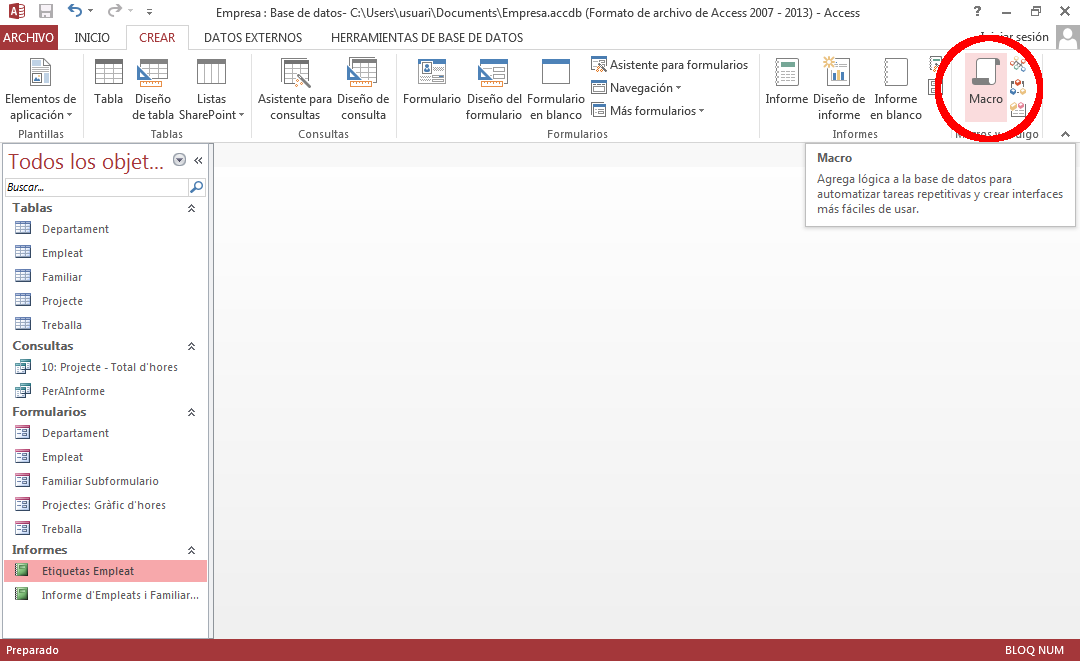 Empresa : Base de datos- C:\Users\usuari\Documents\Empresa.accdb (Formato de archivo de Access 2007 - 2013) - Access
?
ARCHIVO INICIO CREAR DATOS EXTERNOS HERRAMIENTAS DE BASE DE DATOS
Iniciar sesión
Elementos de aplicación
Plantillas
Tabla
Diseño de tabla
Listas SharePoint
Tablas
Asistente para consultas
Diseño de consulta
Consultas
Formulario
Diseño del formulario
Formulario en blanco
Asistente para formularios
Navegación
Más formularios
Formularios
Informe
Diseño de informe
Informe en blanco
Informes
Macro
Macro
Agrega lógica a la base de datos para
automatizar tareas repetitivas y crear interfaces
más fáciles de usar.
Todos los objet... «
Buscar...
Tablas
Departament
Empleat
Familiar
Projecte
Treballa
Consultas
10: Projecte - Total d'hores
PerAInforme
Formularios
Departament
Empleat
Familiar Subformulario
Projectes: Gràfic d'hores
Treballa
Informes
Etiquetas Empleat
Informe d'Empleats i Familiar...
Preparado
BLOQ NUM